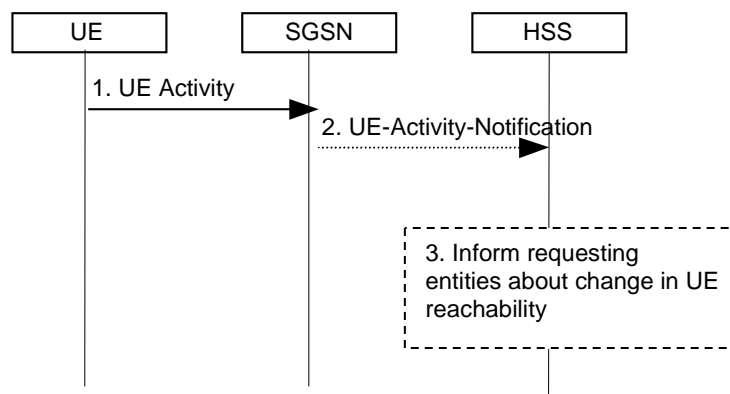 UE
SGSN
HSS
1. UE Activity
2. UE-Activity-Notification
3. Inform requesting
entities about change in UE
reachability